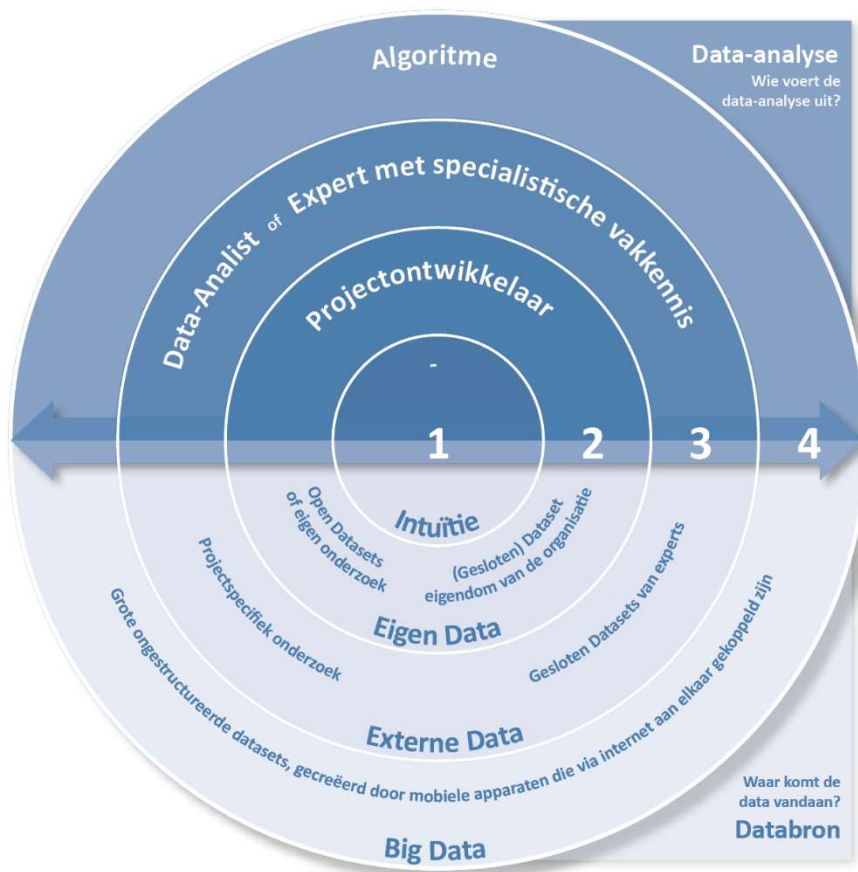 Algoritme
Data-analyse
Wie voert de
data-analyse uit?
Data-Analist of Expert met specialistische vakkennis
Projectontwikkelaar
-
1
2
3
4
Intuïtie
Open Datasets
of eigen onderzoek
(Gesloten) Dataset
eigendom van de organisatie
Eigen Data
Projectspecifiek onderzoek
Gesloten Datasets van experts
Externe Data
Grote ongestructureerde datasets, gecreëerd door mobiele apparaten die via internet aan elkaar gekoppeld zijn
Big Data
Waar komt de
data vandaan?
Databron